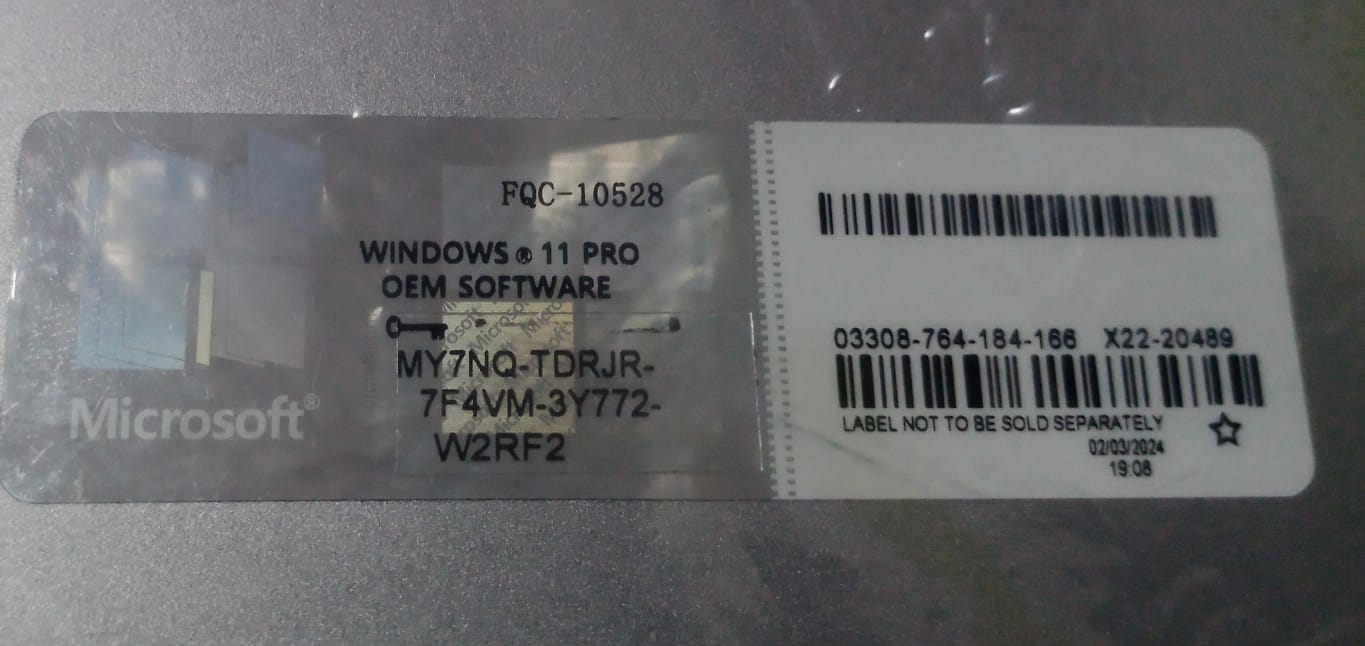 FQC-10528
WINDOWS ® 11 PRO
OEM SOFTWARE
MY7NQ-TDRJR-
7F4VM-3Y772-
W2RF2
Microsoft®
03308-764-184-166 X22-20489
LABEL NOT TO BE SOLD SEPARATELY
02/03/2024
19:08